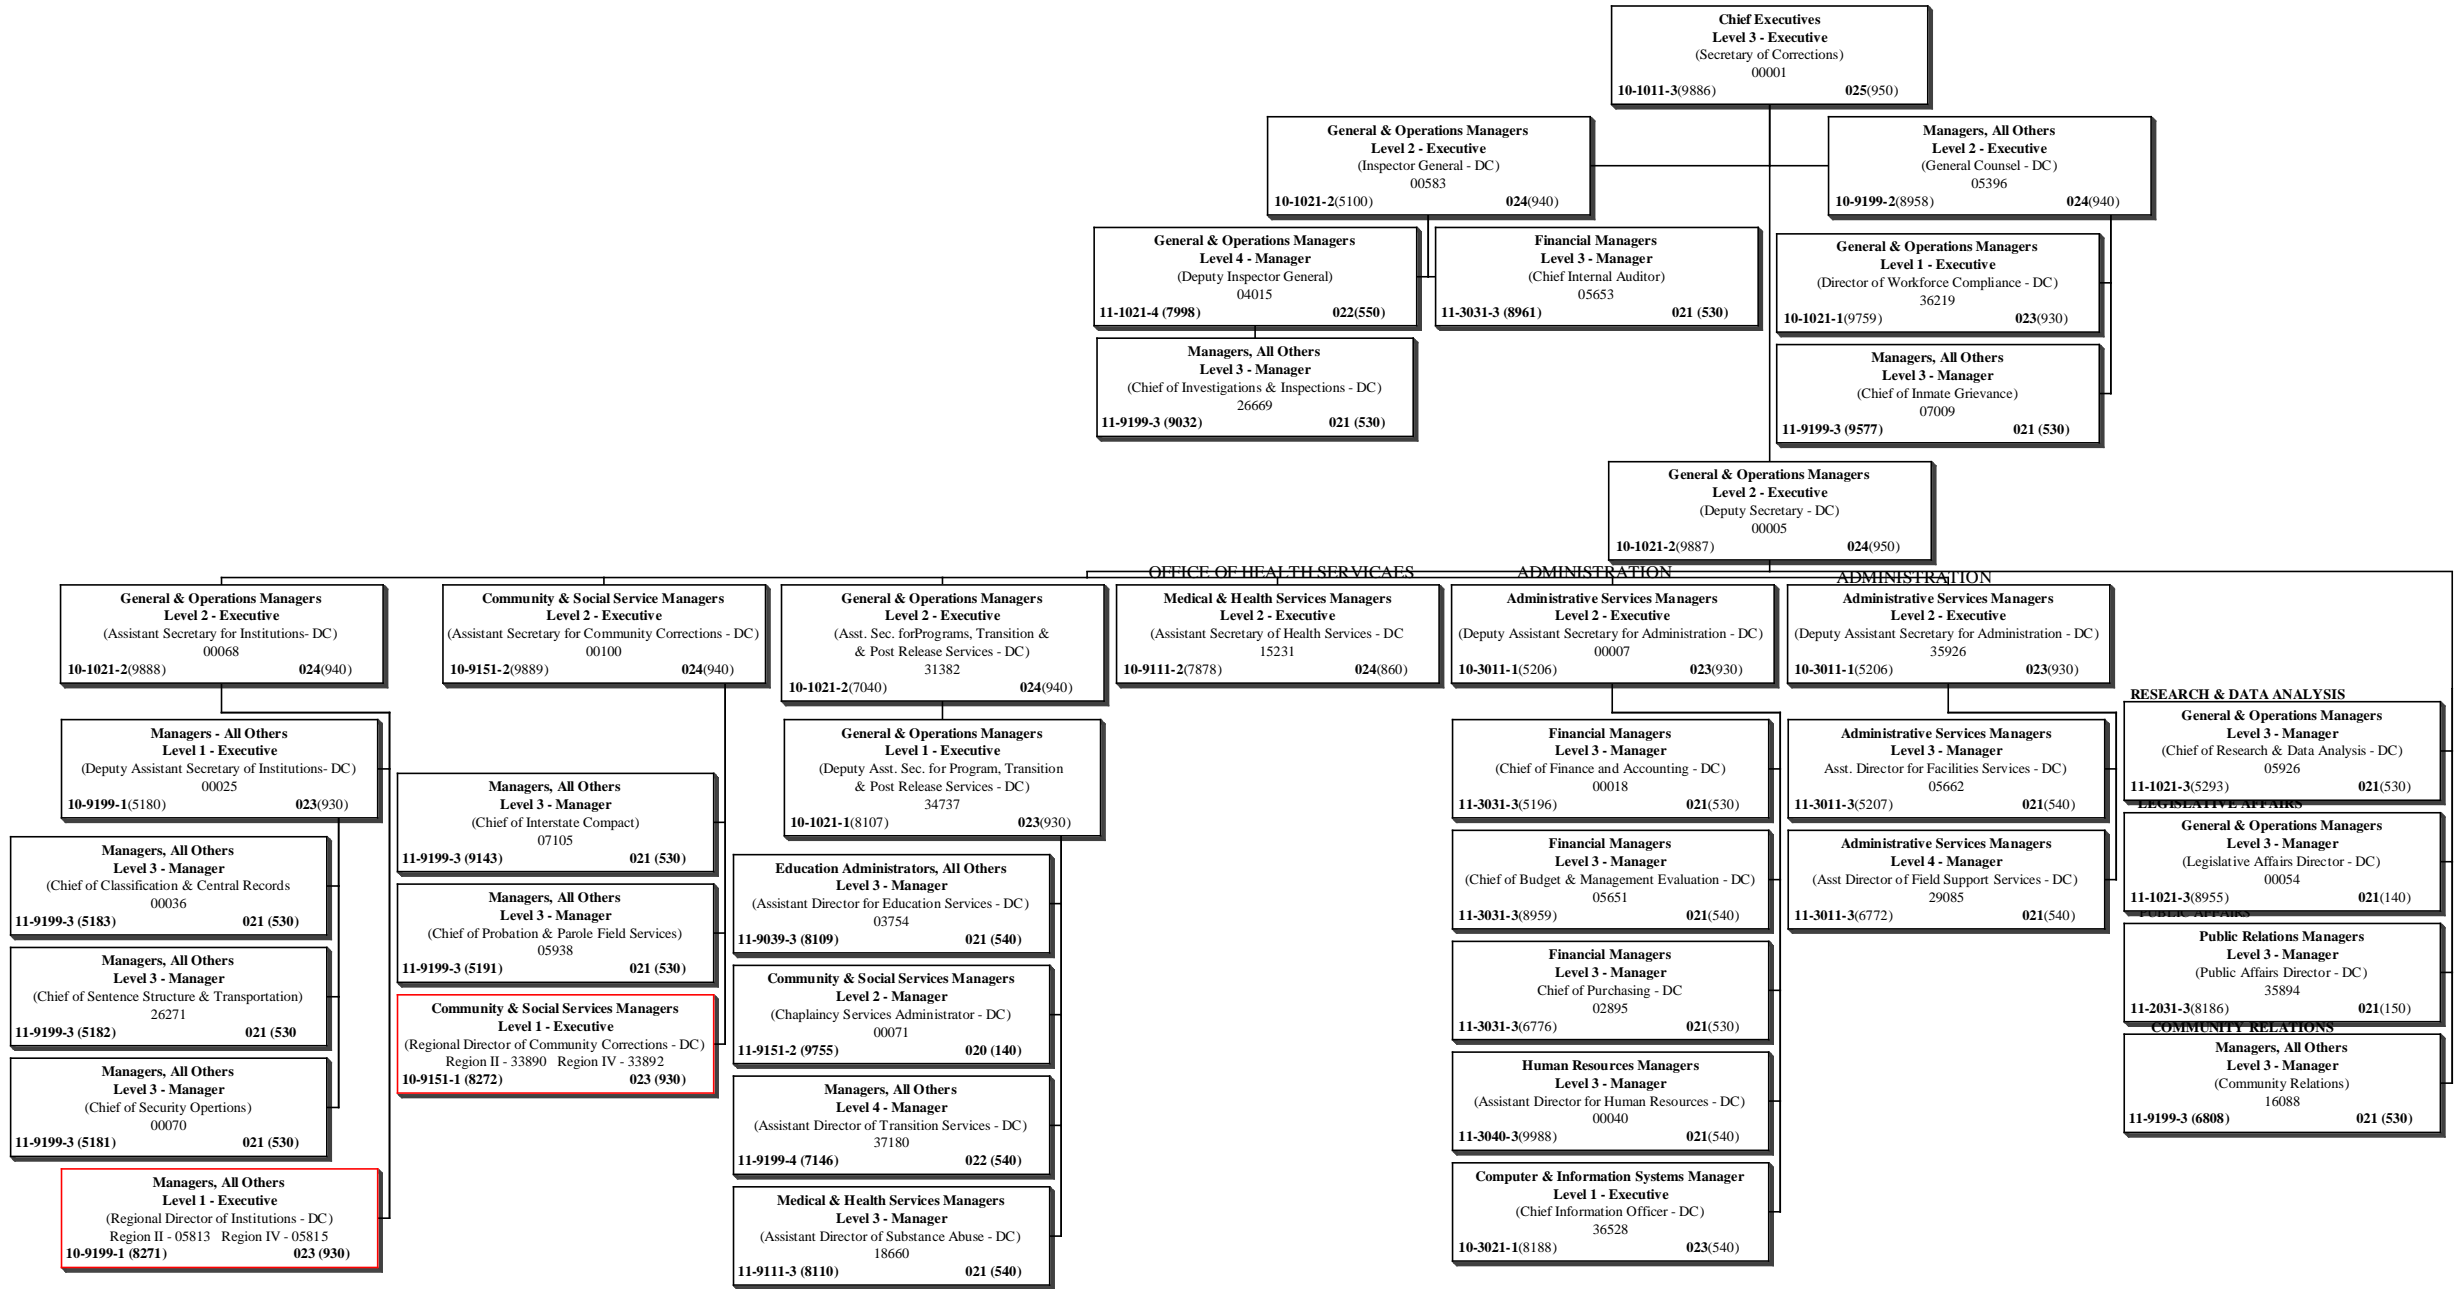 Chief Executives
Level 3 - Executive
(Secretary of Corrections)
00001
10-1011-3(9886) 025(950)
General & Operations Managers
Level 2 - Executive
(Inspector General - DC)
00583
10-1021-2(5100) 024(940)
Managers, All Others
Level 2 - Executive
(General Counsel - DC)
05396
10-9199-2(8958) 024(940)
General & Operations Managers
Level 4 - Manager
(Deputy Inspector General)
04015
11-1021-4 (7998) 022(550)
Financial Managers
Level 3 - Manager
(Chief Internal Auditor)
05653
11-3031-3 (8961) 021 (530)
General & Operations Managers
Level 1 - Executive
(Director of Workforce Compliance - DC)
36219
10-1021-1(9759) 023(930)
Managers, All Others
Level 3 - Manager
(Chief of Investigations & Inspections - DC)
26669
11-9199-3 (9032) 021 (530)
Managers, All Others
Level 3 - Manager
(Chief of Inmate Grievance)
07009
11-9199-3 (9577) 021 (530)
General & Operations Managers
Level 2 - Executive
(Deputy Secretary - DC)
00005
10-1021-2(9887) 024(950)
General & Operations Managers
Level 2 - Executive
(Assistant Secretary for Institutions- DC)
00068
10-1021-2(9888) 024(940)
Community & Social Service Managers
Level 2 - Executive
(Assistant Secretary for Community Corrections - DC)
00100
10-9151-2(9889) 024(940)
General & Operations Managers
Level 2 - Executive
(Asst. Sec. forPrograms, Transition &
& Post Release Services - DC)
31382
10-1021-2(7040) 024(940)
OFFICE OF HEALTH SERVICAES
Medical & Health Services Managers
Level 2 - Executive
(Assistant Secretary of Health Services - DC
15231
10-9111-2(7878) 024(860)
ADMINISTRATION
Administrative Services Managers
Level 2 - Executive
(Deputy Assistant Secretary for Administration - DC)
00007
10-3011-1(5206) 023(930)
ADMINISTRATION
Administrative Services Managers
Level 2 - Executive
(Deputy Assistant Secretary for Administration - DC)
35926
10-3011-1(5206) 023(930)
Managers - All Others
Level 1 - Executive
(Deputy Assistant Secretary of Institutions- DC)
00025
10-9199-1(5180) 023(930)
Managers, All Others
Level 3 - Manager
(Chief of Classification & Central Records
00036
11-9199-3 (5183) 021 (530)
Managers, All Others
Level 3 - Manager
(Chief of Sentence Structure & Transportation)
26271
11-9199-3 (5182) 021 (530
Managers, All Others
Level 3 - Manager
(Chief of Security Opertions)
00070
11-9199-3 (5181) 021 (530)
Managers, All Others
Level 1 - Executive
(Regional Director of Institutions - DC)
Region II - 05813 Region IV - 05815
10-9199-1 (8271) 023 (930)
Managers, All Others
Level 3 - Manager
(Chief of Interstate Compact)
07105
11-9199-3 (9143) 021 (530)
Managers, All Others
Level 3 - Manager
(Chief of Probation & Parole Field Services)
05938
11-9199-3 (5191) 021 (530)
Community & Social Services Managers
Level 1 - Executive
(Regional Director of Community Corrections - DC)
Region II - 33890 Region IV - 33892
10-9151-1 (8272) 023 (930)
General & Operations Managers
Level 1 - Executive
(Deputy Asst. Sec. for Program, Transition
& Post Release Services - DC)
34737
10-1021-1(8107) 023(930)
Education Administrators, All Others
Level 3 - Manager
(Assistant Director for Education Services - DC)
03754
11-9039-3 (8109) 021 (540)
Community & Social Services Managers
Level 2 - Manager
(Chaplaincy Services Administrator - DC)
00071
11-9151-2 (9755) 020 (140)
Managers, All Others
Level 4 - Manager
(Assistant Director of Transition Services - DC)
37180
11-9199-4 (7146) 022 (540)
Medical & Health Services Managers
Level 3 - Manager
(Assistant Director of Substance Abuse - DC)
18660
11-9111-3 (8110) 021 (540)
Financial Managers
Level 3 - Manager
(Chief of Finance and Accounting - DC)
00018
11-3031-3(5196) 021(530)
Financial Managers
Level 3 - Manager
(Chief of Budget & Management Evaluation - DC)
05651
11-3031-3(8959) 021(540)
Financial Managers
Level 3 - Manager
Chief of Purchasing - DC
02895
11-3031-3(6776) 021(530)
Human Resources Managers
Level 3 - Manager
(Assistant Director for Human Resources - DC)
00040
11-3040-3(9988) 021(540)
Computer & Information Systems Manager
Level 1 - Executive
(Chief Information Officer - DC)
36528
10-3021-1(8188) 023(540)
Administrative Services Managers
Level 3 - Manager
Asst. Director for Facilities Services - DC)
05662
11-3011-3(5207) 021(540)
Administrative Services Managers
Level 4 - Manager
(Asst Director of Field Support Services - DC)
29085
11-3011-3(6772) 021(540)
RESEARCH & DATA ANALYSIS
General & Operations Managers
Level 3 - Manager
(Chief of Research & Data Analysis - DC)
05926
11-1021-3(5293) 021(530)
LEGISLATIVE AFFAIRS
General & Operations Managers
Level 3 - Manager
(Legislative Affairs Director - DC)
00054
11-1021-3(8955) 021(140)
PUBLIC AFFAIRS
Public Relations Managers
Level 3 - Manager
(Public Affairs Director - DC)
35894
11-2031-3(8186) 021(150)
COMMUNITY RELATIONS
Managers, All Others
Level 3 - Manager
(Community Relations)
16088
11-9199-3 (6808) 021 (530)